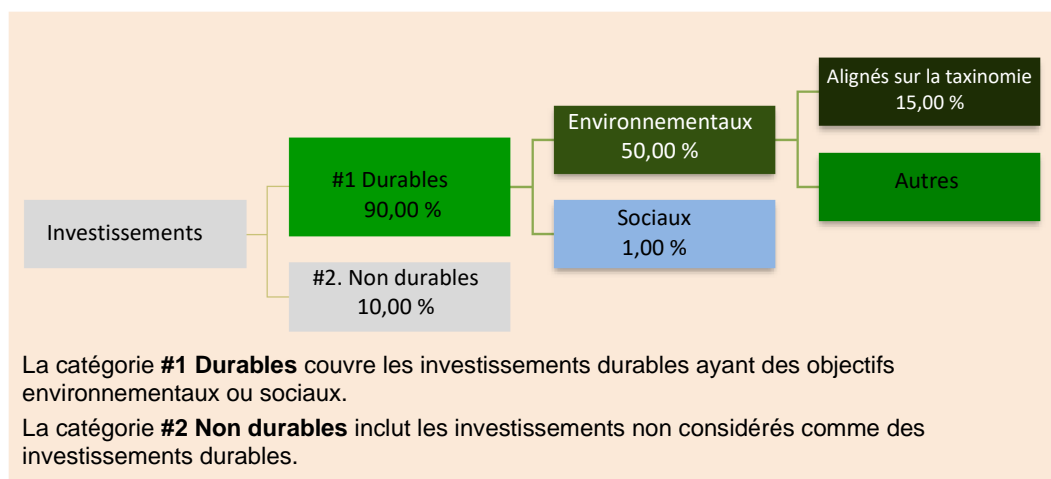 Investissements
#1 Durables
90,00 %
#2. Non durables
10,00 %
Environnementaux
50,00 %
Sociaux
1,00 %
Alignés sur la taxinomie
15,00 %
Autres
La catégorie #1 Durables couvre les investissements durables ayant des objectifs
environnementaux ou sociaux.
La catégorie #2 Non durables inclut les investissements non considérés comme des
investissements durables.